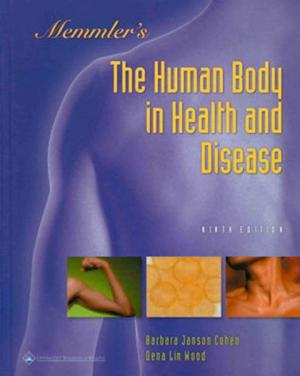 Memmler's
The Human Body
in Health and
Disease
NINTH EDITION
Barbara Janson Cohen
Dena Lin Wood